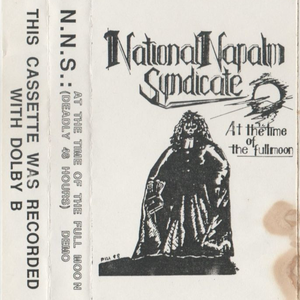 THIS CASSETTE WAS RECORDED
WITH DOLBY B
N.N.S.:
AT THE TIME OF THE FULL MOON
(DEADLY 48 HOURS) DEMO
National Napalm
Syndicate
At the time
of
the fullmoon